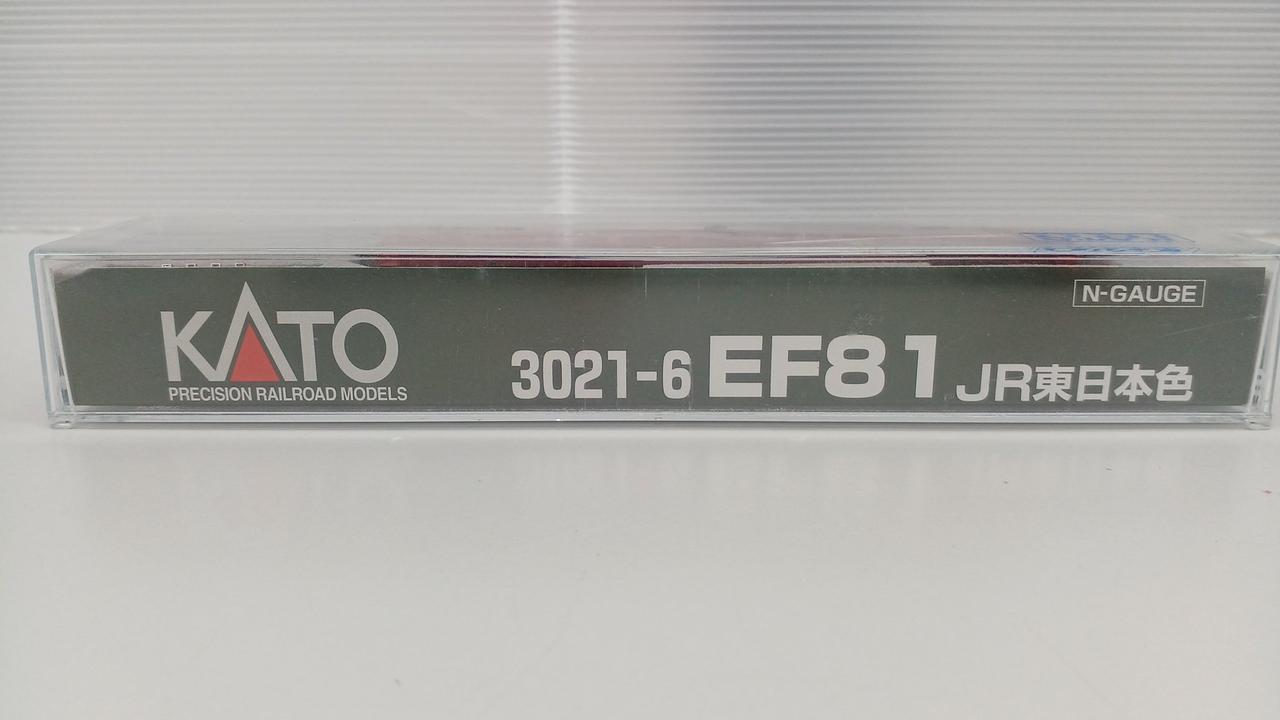 N-GAUGE
KATO
PRECISION RAILROAD MODELS
3021-6 EF81 JR東日本色